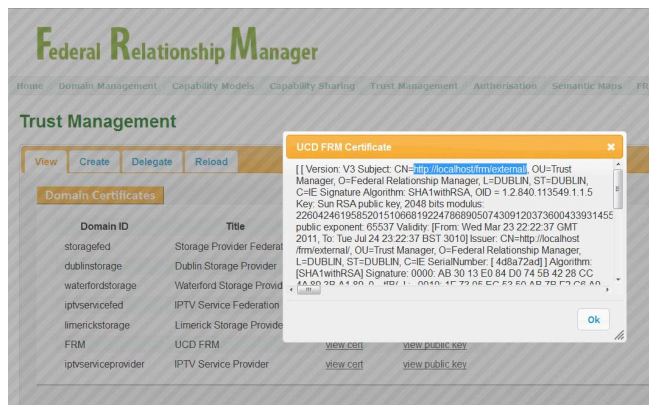 Federal Relationship Manager
Home Domain Management Capability Models Capability Sharing Trust Management Authorisation Semantic Maps FR
Trust Management
View Create Delegate Reload
Domain Certificates
Domain ID Title
storagefed Storage Provider Federat
dublinstorage Dublin Storage Provider
waterfordstorage Waterford Storage Provid
iptvservicefed IPTV Service Federation
limerickstorage Limerick Storage Provide
FRM UCD FRM view cert view public key
iptvserviceprovider IPTV Service Provider view cert view public key
UCD FRM Certificate
[ [ Version: V3 Subject: CN=http://localhost/frm/external/, OU=Trust
Manager, O=Federal Relationship Manager, L=DUBLIN, ST=DUBLIN,
C=IE Signature Algorithm: SHA1withRSA, OID = 1.2.840.113549.1.1.5
Key: Sun RSA public key, 2048 bits modulus:
public exponent: 65537 Validity: [From: Wed Mar 23 22:22:37 GMT
2011, To: Tue Jul 24 23:22:37 BST 3010] Issuer: CN=http://localhost
/frm/external/, OU=Trust Manager, O=Federal Relationship Manager,
L=DUBLIN, ST=DUBLIN, C=IE SerialNumber: [ 4d8a72ad] ] Algorithm:
[SHA1withRSA] Signature: 0000: AB 30 13 E0 84 D0 74 5B 42 28 CC
Ok